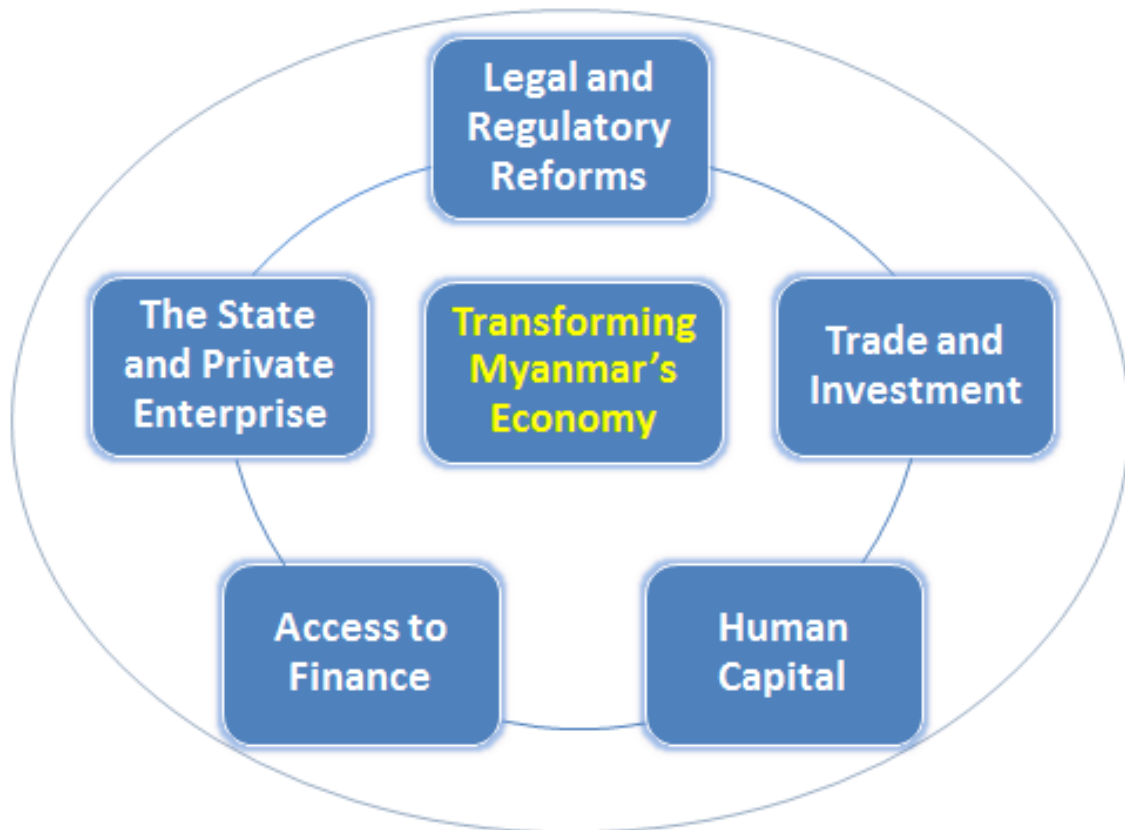 Legal and
Regulatory
Reforms
The State
and Private
Enterprise
Transforming
Myanmar's
Economy
Trade and
Investment
Access to
Finance
Human
Capital